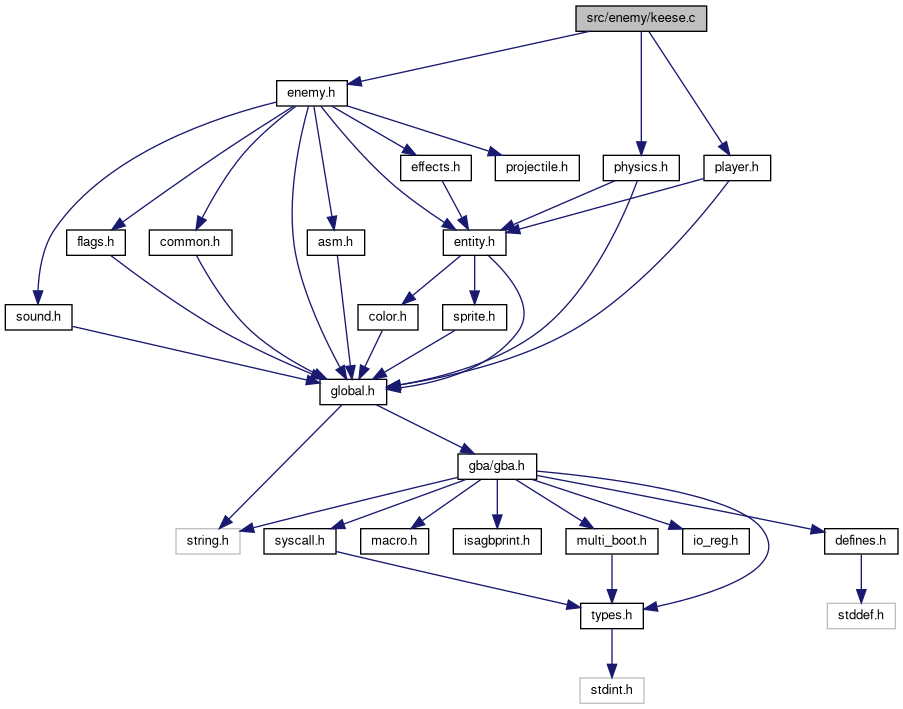 src/enemy/keese.c
enemy.h
effects.h
projectile.h
physics.h
player.h
flags.h
common.h
asm.h
entity.h
sound.h
color.h
sprite.h
global.h
gba/gba.h
string.h
syscall.h
macro.h
isagbprint.h
multi_boot.h
io_reg.h
defines.h
types.h
stddef.h
stdint.h